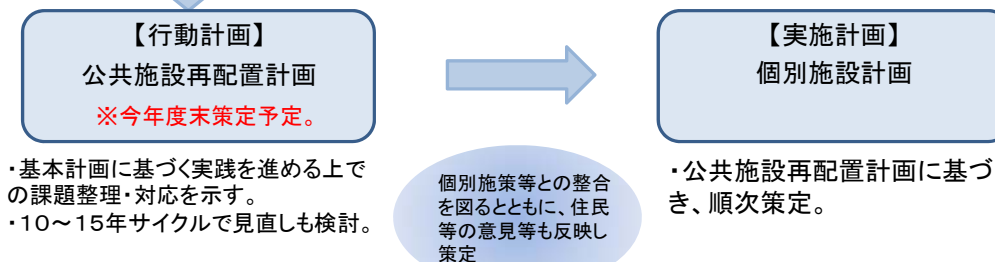 【行動計画】
公共施設再配置計画
※今年度末策定予定。
・基本計画に基づく実践を進める上で
の課題整理・対応を示す。
・10～15年サイクルで見直しも検討。
個別施策等との整合
を図るとともに、住民
等の意見等も反映し
策定
【実施計画】
個別施設計画
・公共施設再配置計画に基づ
き、順次策定。